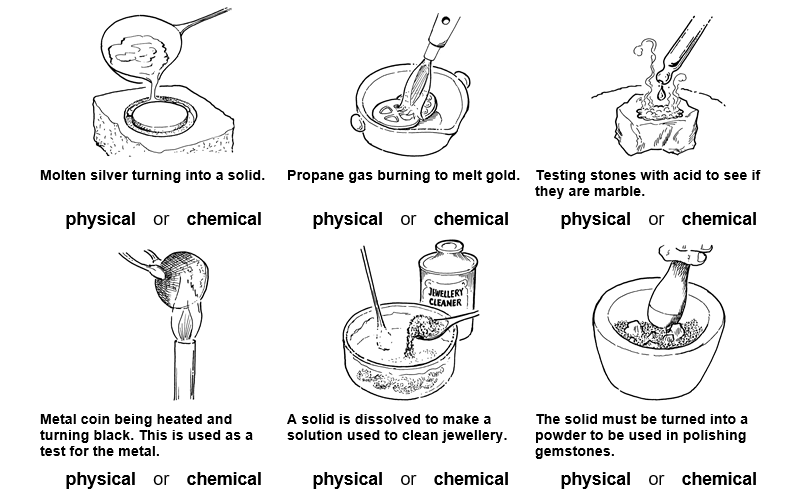 Molten silver turning into a solid.
physical or chemical
Propane gas burning to melt gold.
physical or chemical
Testing stones with acid to see if
they are marble.
physical or chemical
Metal coin being heated and
turning black. This is used as a
test for the metal.
physical or chemical
JEWELLERY
CLEANER
A solid is dissolved to make a
solution used to clean jewellery.
physical or chemical
The solid must be turned into a
powder to be used in polishing
gemstones.
physical or chemical